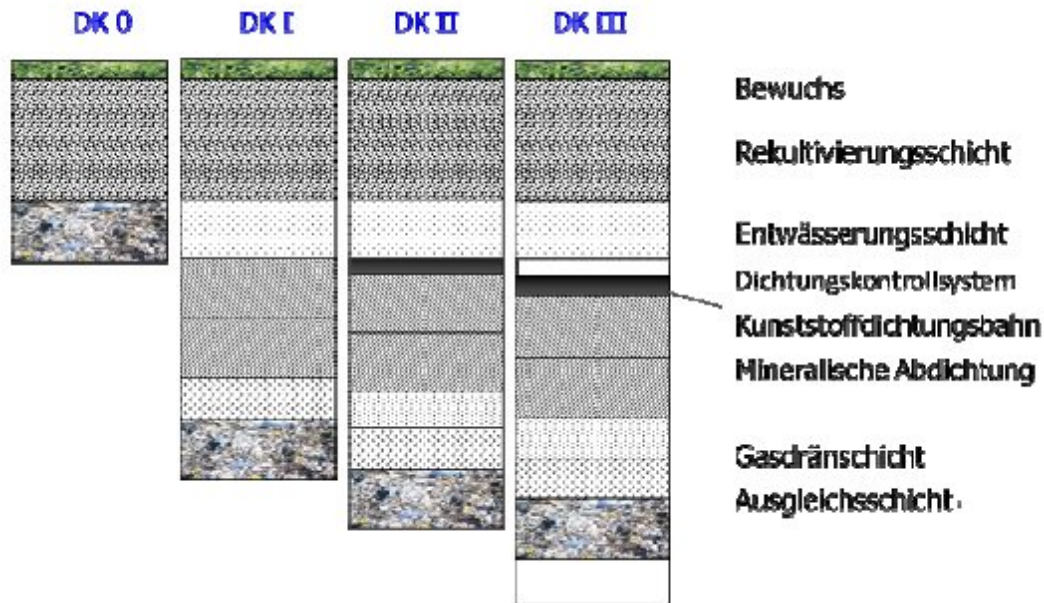 DK 0 DK I DK II DK III
Bewuchs
Rekultivierungsschicht
Entwässerungsschicht
Dichtungskontrollsystem
Kunststoffdichtungsbahn
Mineralische Abdichtung
Gasdränschicht
Ausgleichsschicht